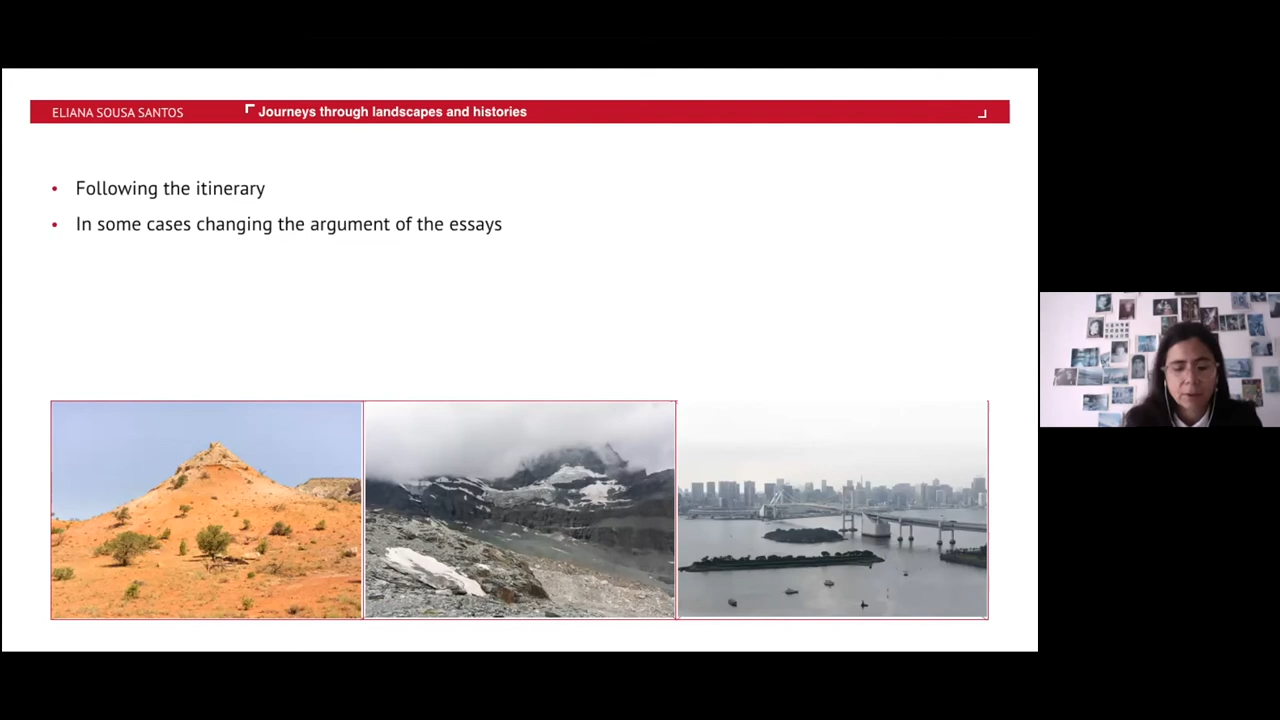 ELIANA SOUSA SANTOS
Journeys through landscapes and histories
• Following the itinerary
• In some cases changing the argument of the essays